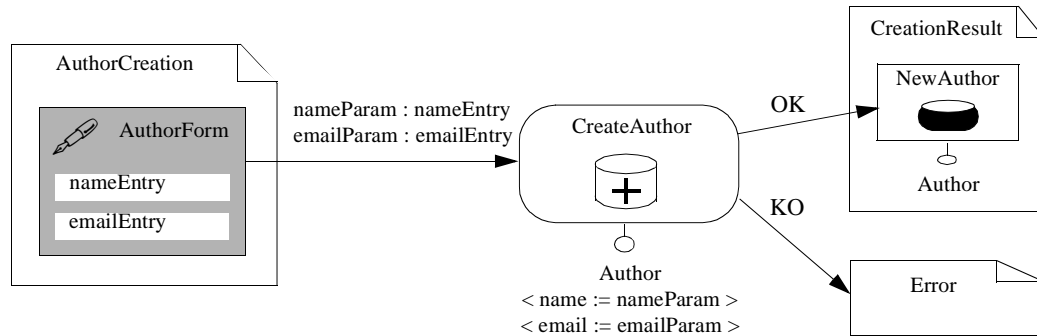 AuthorCreation
AuthorForm
nameEntry
emailEntry
nameParam : nameEntry
emailParam : emailEntry
CreateAuthor
Author
< name := nameParam >
< email := emailParam >
OK
KO
CreationResult
NewAuthor
Author
Error